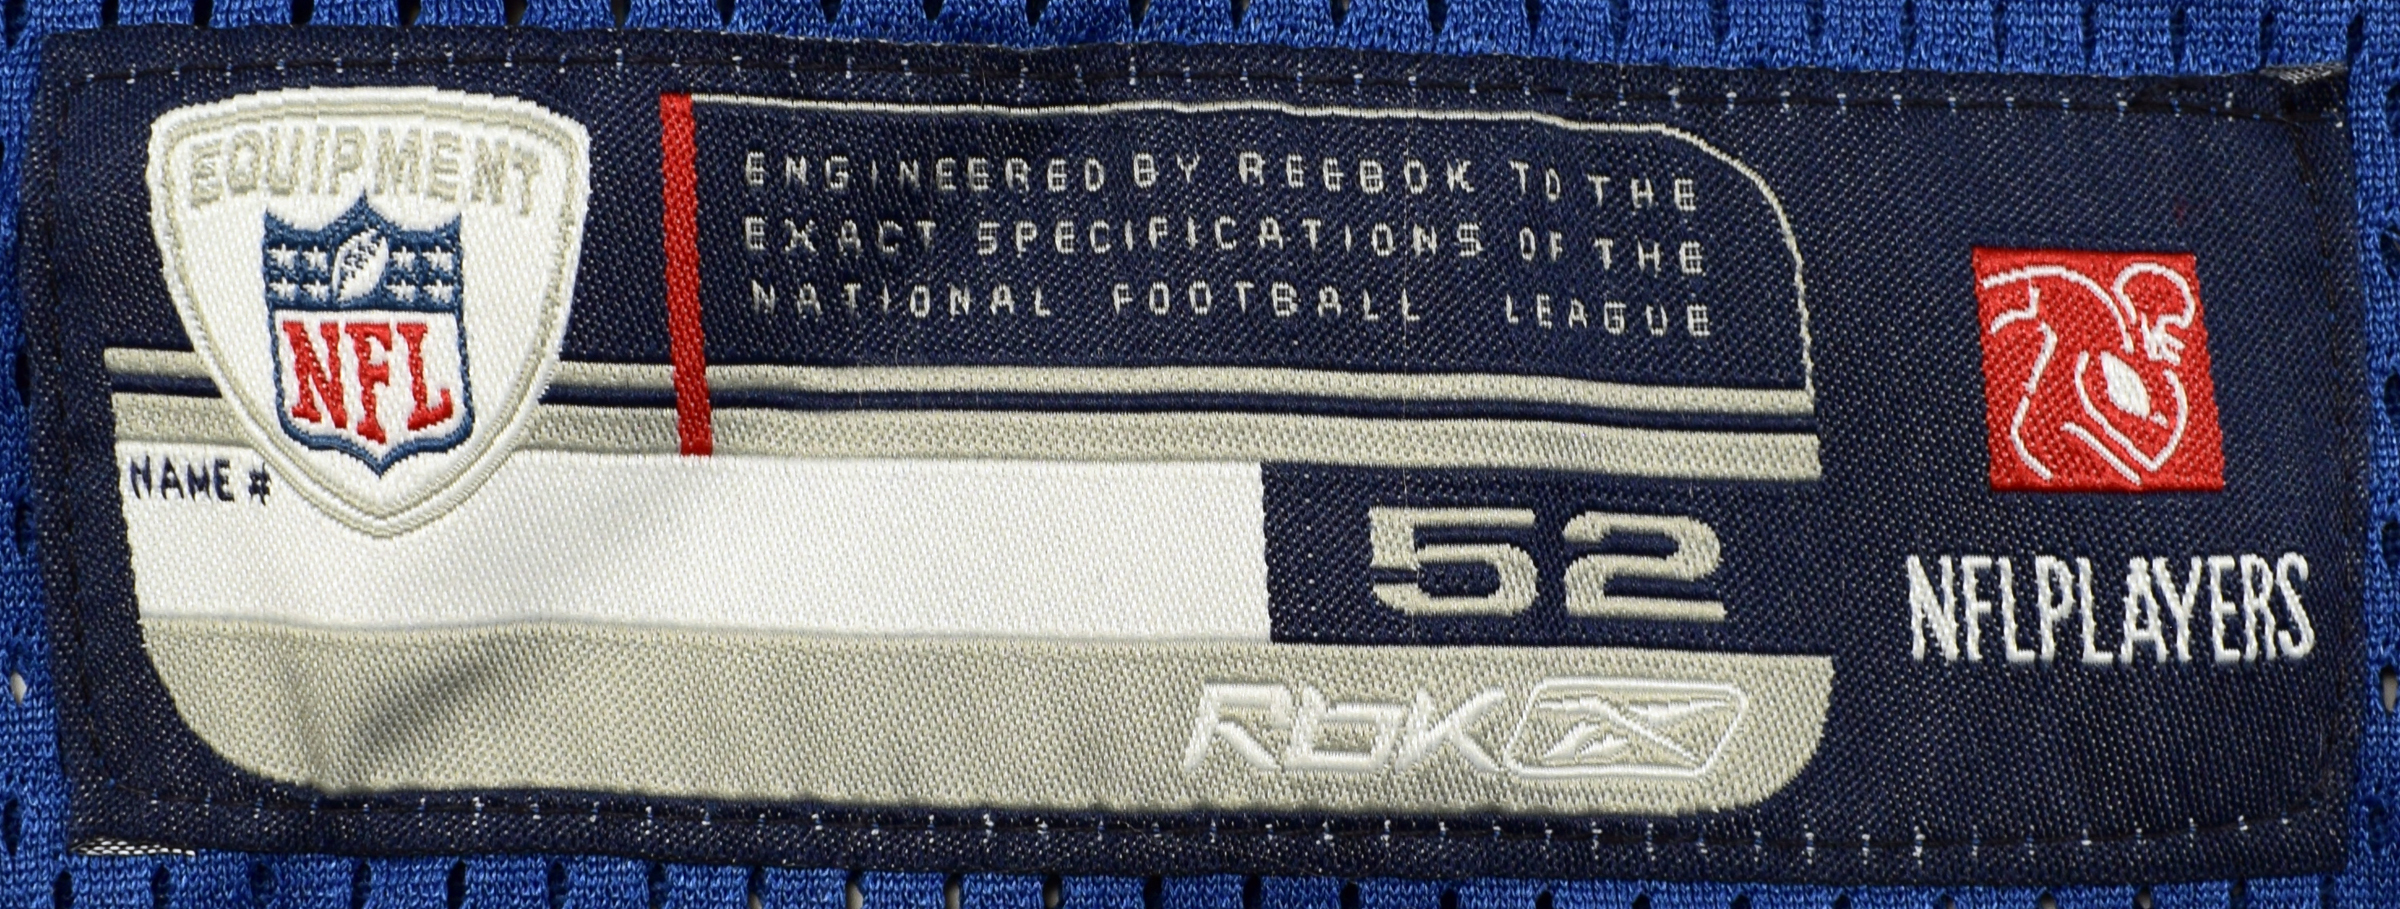 EQUIPMENT
NFL
ENGINEERED BY REEBOK TO THE
EXACT SPECIFICATIONS OF THE
NATIONAL FOOTBALL LEAGUE
NAME #
52
RbK
NFLPLAYERS